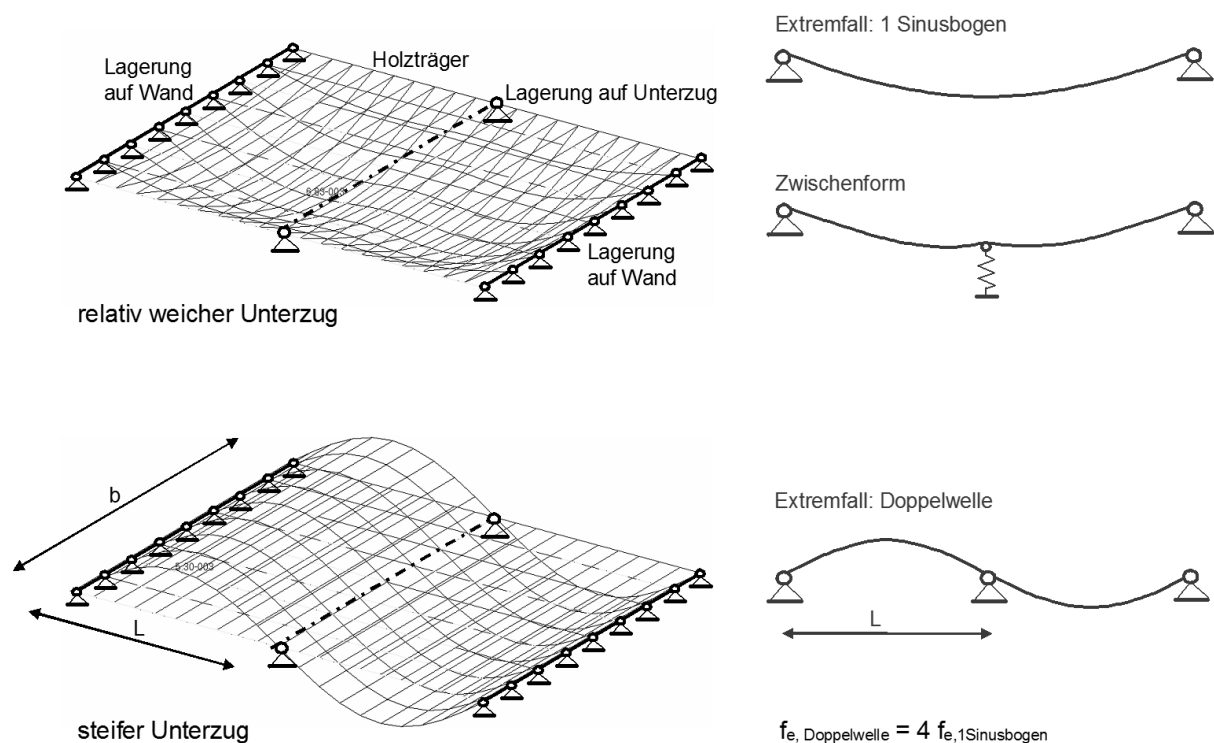 Extremfall: 1 Sinusbogen
Holzträger
Lagerung
auf Wand
Lagerung auf Unterzug
Zwischenform
Lagerung
auf Wand
relativ weicher Unterzug
b
Extremfall: Doppelwelle
L
L
steifer Unterzug
fe, Doppelwelle = 4 fe,1Sinusbogen